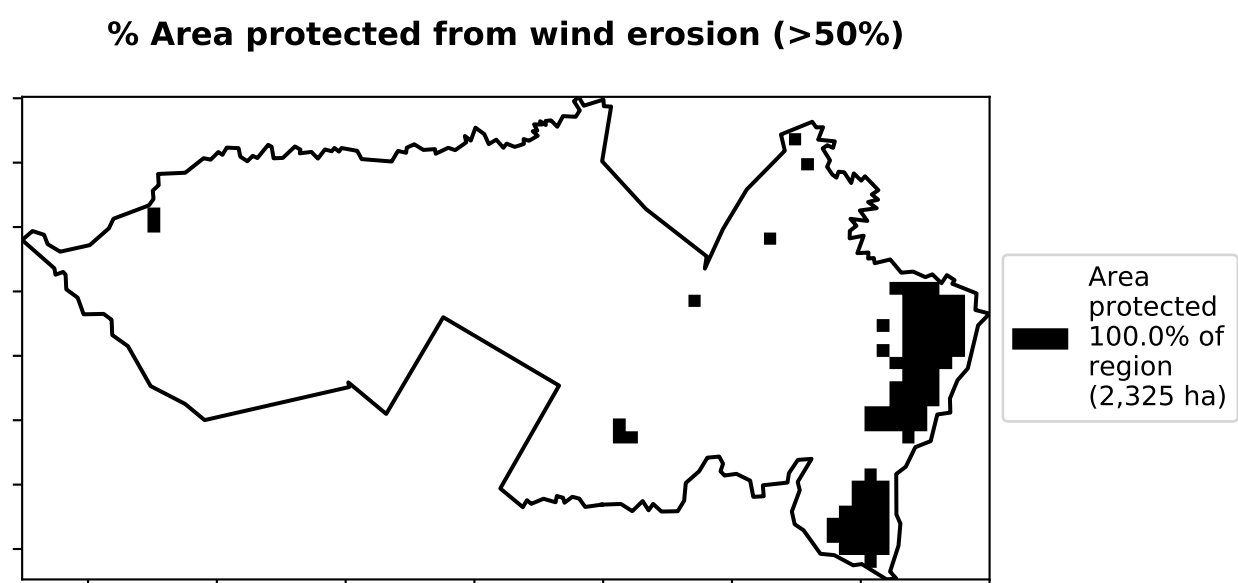 % Area protected from wind erosion (>50%)
Area
protected
100.0% of
region
(2,325 ha)